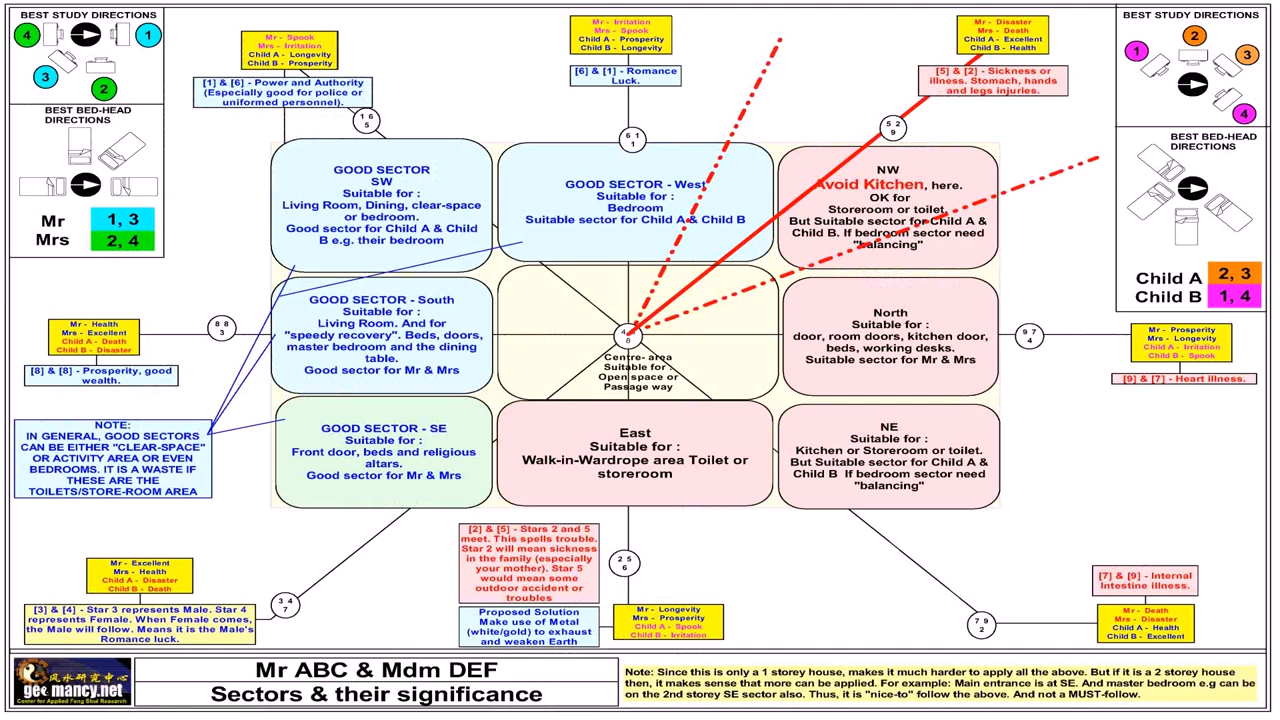 BEST STUDY DIRECTIONS
4
1
3
2
BEST BED-HEAD
DIRECTIONS
Mr
1, 3
Mrs
2, 4
Mr - Spook
Mrs - Irritation
Child A - Longevity
Child B - Prosperity
[1] & [6] - Power and Authority
(Especially good for police or
uniformed personnel).
1 6
5
Mr - Irritation
Mrs - Spook
Child A - Prosperity
Child B - Longevity
[6] & [1] - Romance
Luck.
6 1
1
Mr - Disaster
Mrs - Death
Child A - Excellent
Child B - Health
[5] & [2] - Sickness or
illness. Stomach, hands
and legs injuries.
5 2
9
BEST STUDY DIRECTIONS
2
1
3
4
BEST BED-HEAD
DIRECTIONS
Child A
2, 3
Child B
1, 4
GOOD SECTOR
SW
Suitable for :
Living Room, Dining, clear-space
or bedroom.
Good sector for Child A & Child
B e.g. their bedroom
GOOD SECTOR - West
Suitable for :
Bedroom
Suitable sector for Child A & Child B
NW
Avoid Kitchen, here.
OK for
Storeroom or toilet.
But Suitable sector for Child A &
Child B. If bedroom sector need
"balancing"
Mr - Health
Mrs - Excellent
Child A - Death
Child B - Disaster
[8] & [8] - Prosperity, good
wealth.
8 8
3
GOOD SECTOR - South
Suitable for :
Living Room. And for
"speedy recovery". Beds, doors,
master bedroom and the dining
table.
Good sector for Mr & Mrs
8
Centre- area
Suitable for :
Open space or
Passage way
North
Suitable for :
door, room doors, kitchen door,
beds, working desks.
Suitable sector for Mr & Mrs
9 7
4
Mr - Prosperity
Mrs - Longevity
Child A - Irritation
Child B - Spook
[9] & [7] - Heart illness.
NOTE:
IN GENERAL, GOOD SECTORS
CAN BE EITHER "CLEAR-SPACE"
OR ACTIVITY AREA OR EVEN
BEDROOMS. IT IS A WASTE IF
THESE ARE THE
TOILETS/STORE-ROOM AREA
GOOD SECTOR - SE
Suitable for :
Front door, beds and religious
altars.
Good sector for Mr & Mrs
East
Suitable for :
Walk-in-Wardrope area Toilet or
storeroom
NE
Suitable for :
Kitchen or Storeroom or toilet.
But Suitable sector for Child A &
Child B If bedroom sector need
"balancing"
Mr - Excellent
Mrs - Health
Child A - Disaster
Child B - Death
[3] & [4] - Star 3 represents Male. Star 4
represents Female. When Female comes,
the Male will follow. Means it is the Male's
Romance luck.
3 4
7
[2] & [5] - Stars 2 and 5
meet. This spells trouble.
Star 2 will mean sickness
in the family (especially
your mother). Star 5
would mean some
outdoor accident or
troubles
Proposed Solution
Make use of Metal
(white/gold) to exhaust
and weaken Earth
2 5
6
Mr - Longevity
Mrs - Prosperity
Child A - Spook
Child B - Irritation
7 9
2
[7] & [9] - Internal
Intestine illness.
Mr - Death
Mrs - Disaster
Child A - Health
Child B - Excellent
風水研究中心
geomancy.net
Center for Applied Feng Shui Research
Mr ABC & Mdm DEF
Sectors & their significance
Note: Since this is only a 1 storey house, makes it much harder to apply all the above. But if it is a 2 storey house
then, it makes sense that more can be applied. For example: Main entrance is at SE. And master bedroom e.g can be
on the 2nd storey SE sector also. Thus, it is "nice-to" follow the above. And not a MUST-follow.